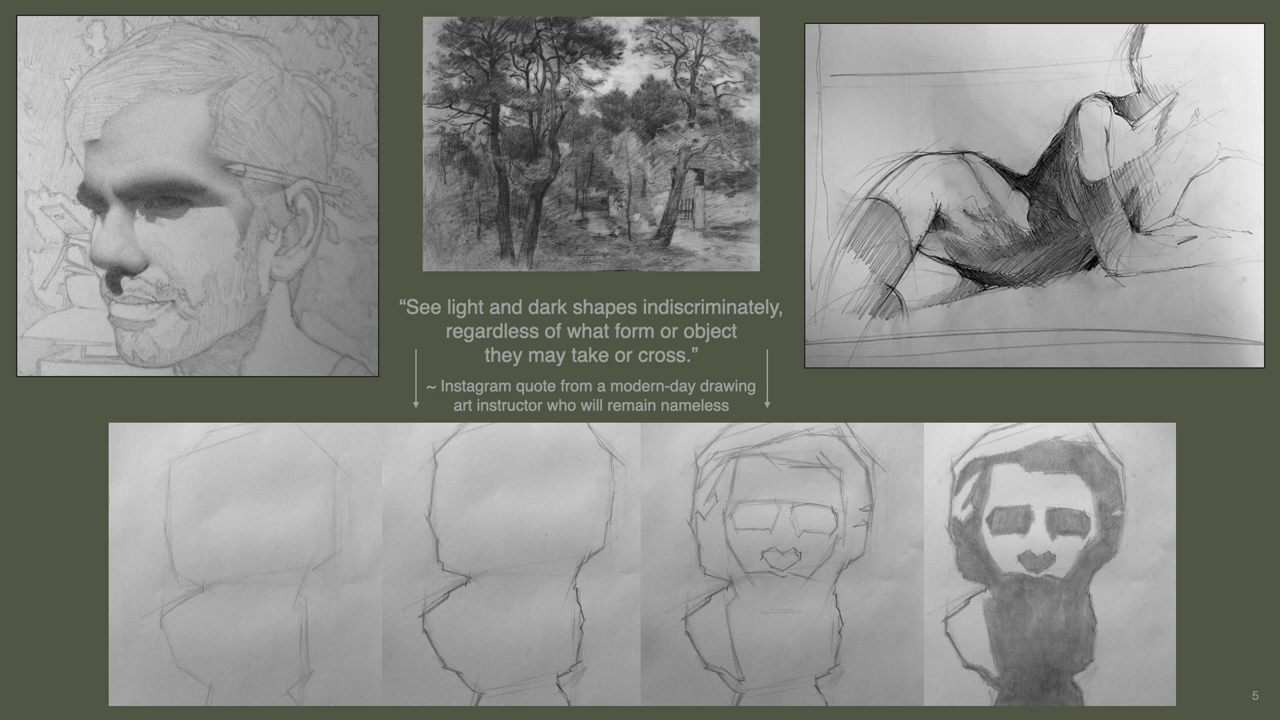 “See light and dark shapes indiscriminately,
regardless of what form or object
they may take or cross.”
~ Instagram quote from a modern-day drawing
art instructor who will remain nameless
5